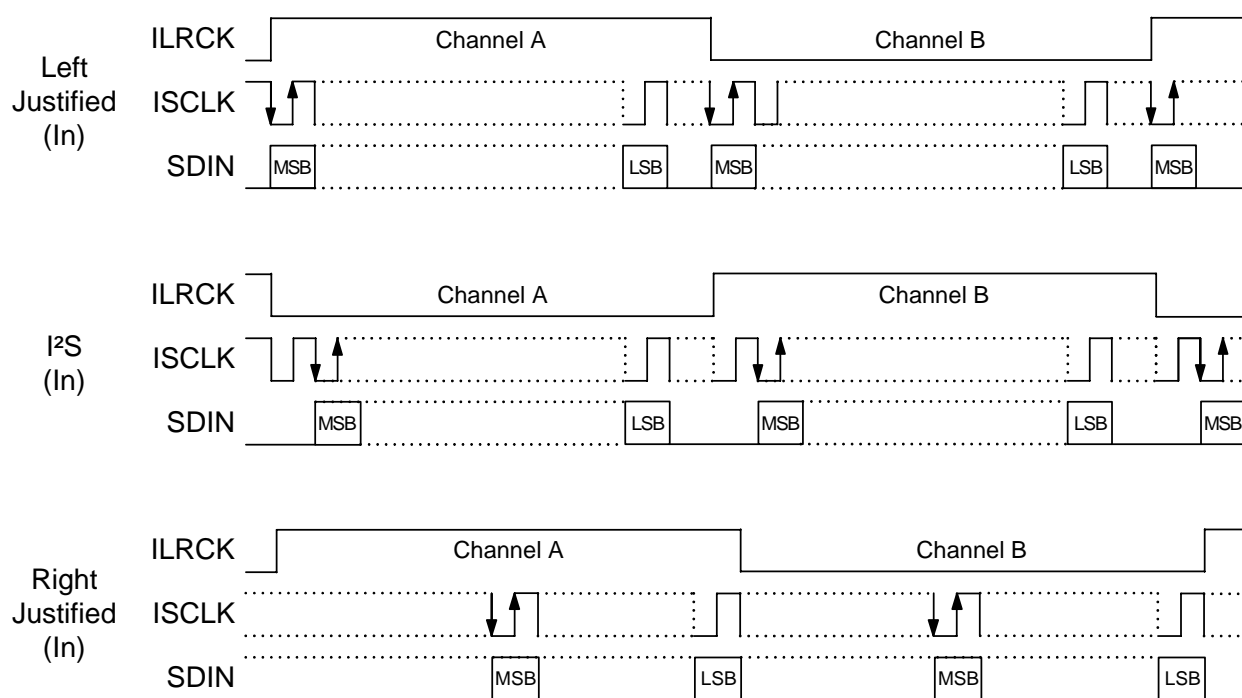 ILRCK
Channel A
Channel B
Left
Justified
(In)
ISCLK
SDIN
MSB
LSB
MSB
LSB
MSB
ILRCK
Channel A
Channel B
I²S
(In)
ISCLK
SDIN
MSB
LSB
MSB
LSB
MSB
ILRCK
Channel A
Channel B
Right
Justified
(In)
ISCLK
SDIN
MSB
LSB
MSB
LSB